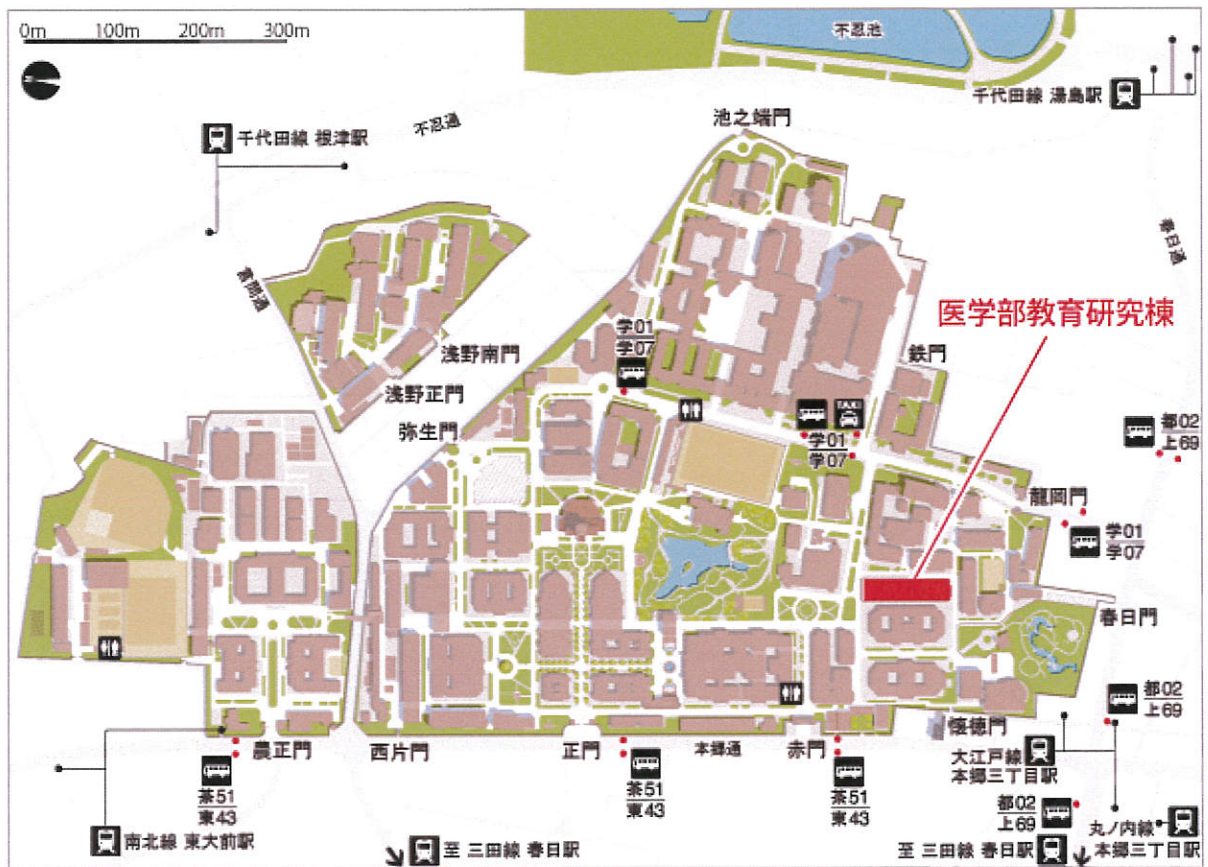 0m 100m 200m 300m
不忍池
千代田線 湯島駅
池之端門
不忍通
千代田線 根津駅
春日通
言問通
医学部教育研究棟
学01
学07
鉄門
浅野南門
浅野正門
弥生門
TAXI
学01
学07
都02
上69
龍岡門
学01
学07
春日門
都02
上69
懐徳門
大江戸線
本郷三丁目駅
農正門
西片門
正門
本郷通
赤門
茶51
東43
茶51
東43
茶51
東43
都02
上69
丸ノ内線
本郷三丁目駅
南北線 東大前駅
至 三田線 春日駅
至 三田線 春日駅